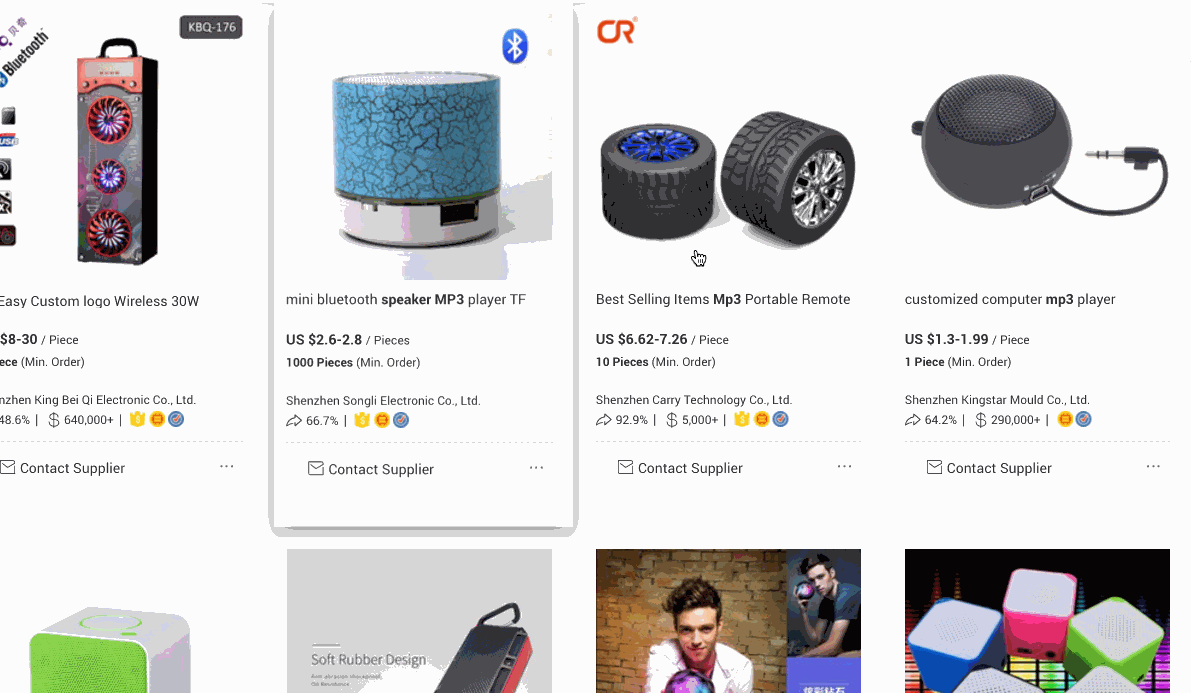 贝奇
Bluetooth
KBQ-176
USB
Easy Custom logo Wireless 30W
$8-30 / Piece
ece (Min. Order)
nzhen King Bei Qi Electronic Co., Ltd.
48.6% | $ 640,000+ |
Contact Supplier
mini bluetooth speaker MP3 player TF
US $2.6-2.8 / Pieces
1000 Pieces (Min. Order)
Shenzhen Songli Electronic Co., Ltd.
66.7% |
Contact Supplier
CR
Best Selling Items Mp3 Portable Remote
US $6.62-7.26 / Piece
10 Pieces (Min. Order)
Shenzhen Carry Technology Co., Ltd.
92.9% | $ 5,000+ |
Contact Supplier
customized computer mp3 player
US $1.3-1.99 / Piece
1 Piece (Min. Order)
Shenzhen Kingstar Mould Co., Ltd.
64.2% | $ 290,000+ |
Contact Supplier
Soft Rubber Design